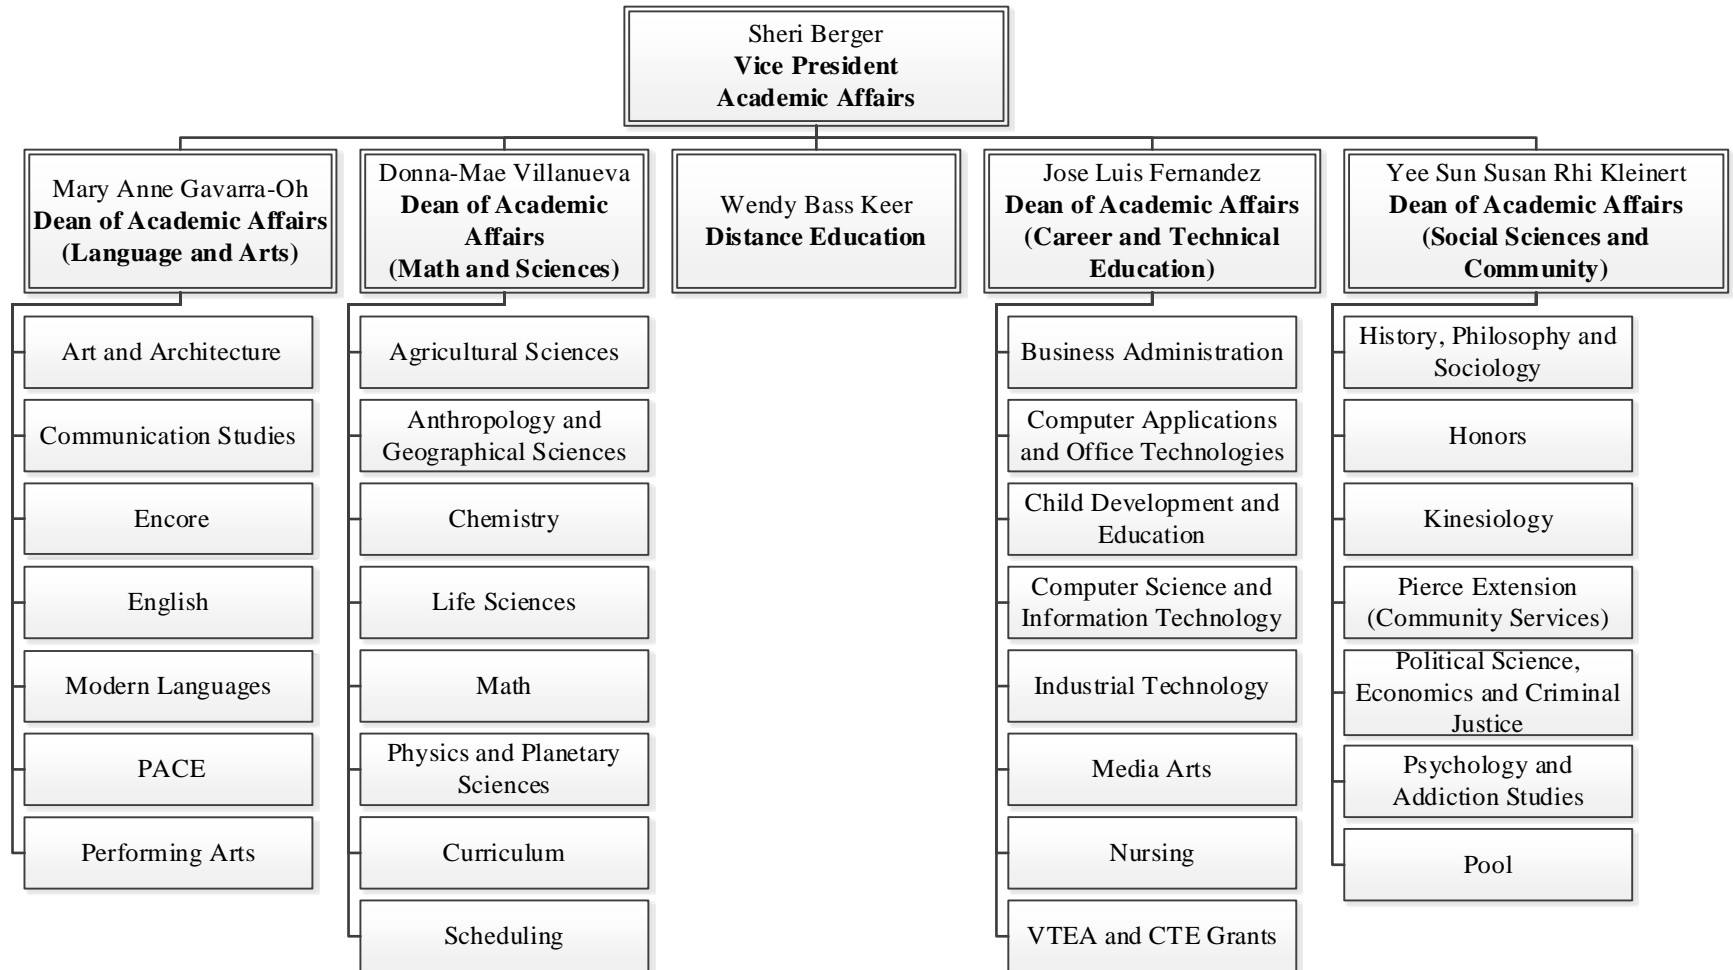 Sheri Berger
Vice President
Academic Affairs
Mary Anne Gavarra-Oh
Dean of Academic Affairs
(Language and Arts)
Donna-Mae Villanueva
Dean of Academic
Affairs
(Math and Sciences)
Wendy Bass Keer
Distance Education
Jose Luis Fernandez
Dean of Academic Affairs
(Career and Technical
Education)
Yee Sun Susan Rhi Kleinert
Dean of Academic Affairs
(Social Sciences and
Community)
Art and Architecture
Communication Studies
Encore
English
Modern Languages
PACE
Performing Arts
Agricultural Sciences
Anthropology and
Geographical Sciences
Chemistry
Life Sciences
Math
Physics and Planetary
Sciences
Curriculum
Scheduling
Business Administration
Computer Applications
and Office Technologies
Child Development and
Education
Computer Science and
Information Technology
Industrial Technology
Media Arts
Nursing
VTEA and CTE Grants
History, Philosophy and
Sociology
Honors
Kinesiology
Pierce Extension
(Community Services)
Political Science,
Economics and Criminal
Justice
Psychology and
Addiction Studies
Pool